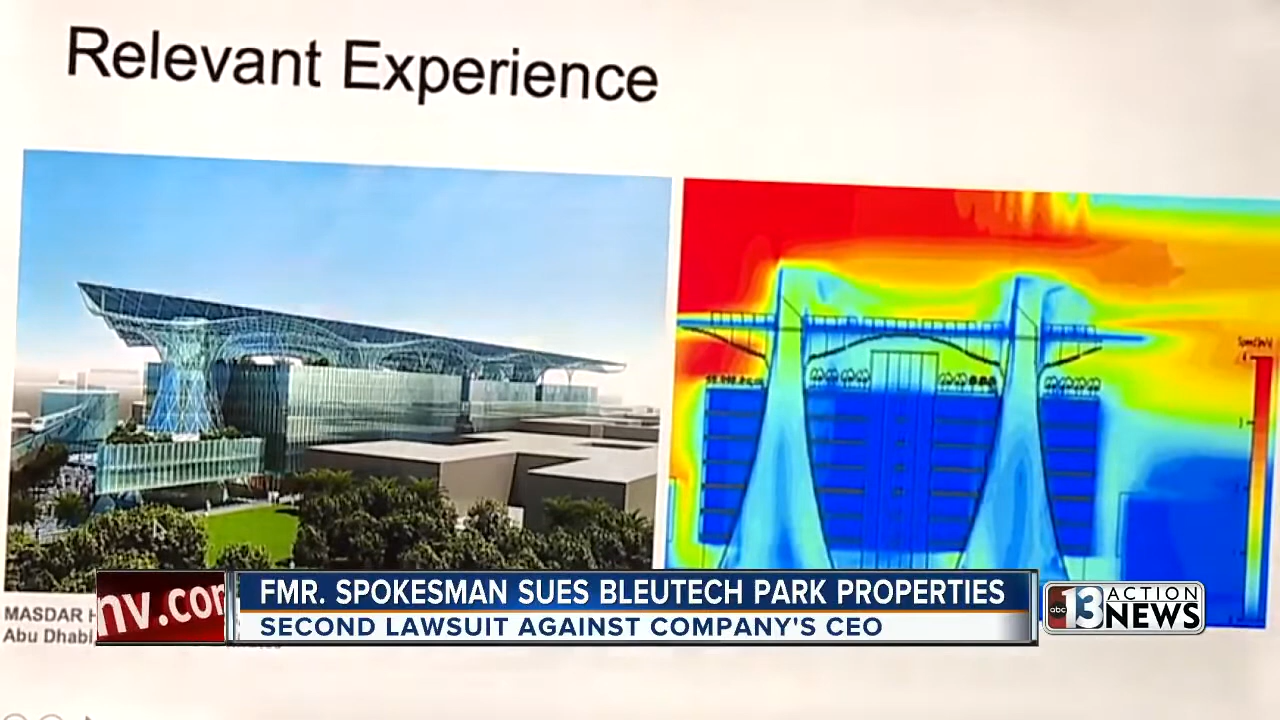 Relevant Experience
MASDAR H
Abu Dhabi
nv.com
FMR. SPOKESMAN SUES BLEUTECH PARK PROPERTIES
SECOND LAWSUIT AGAINST COMPANY'S CEO
abc 13 ACTION NEWS